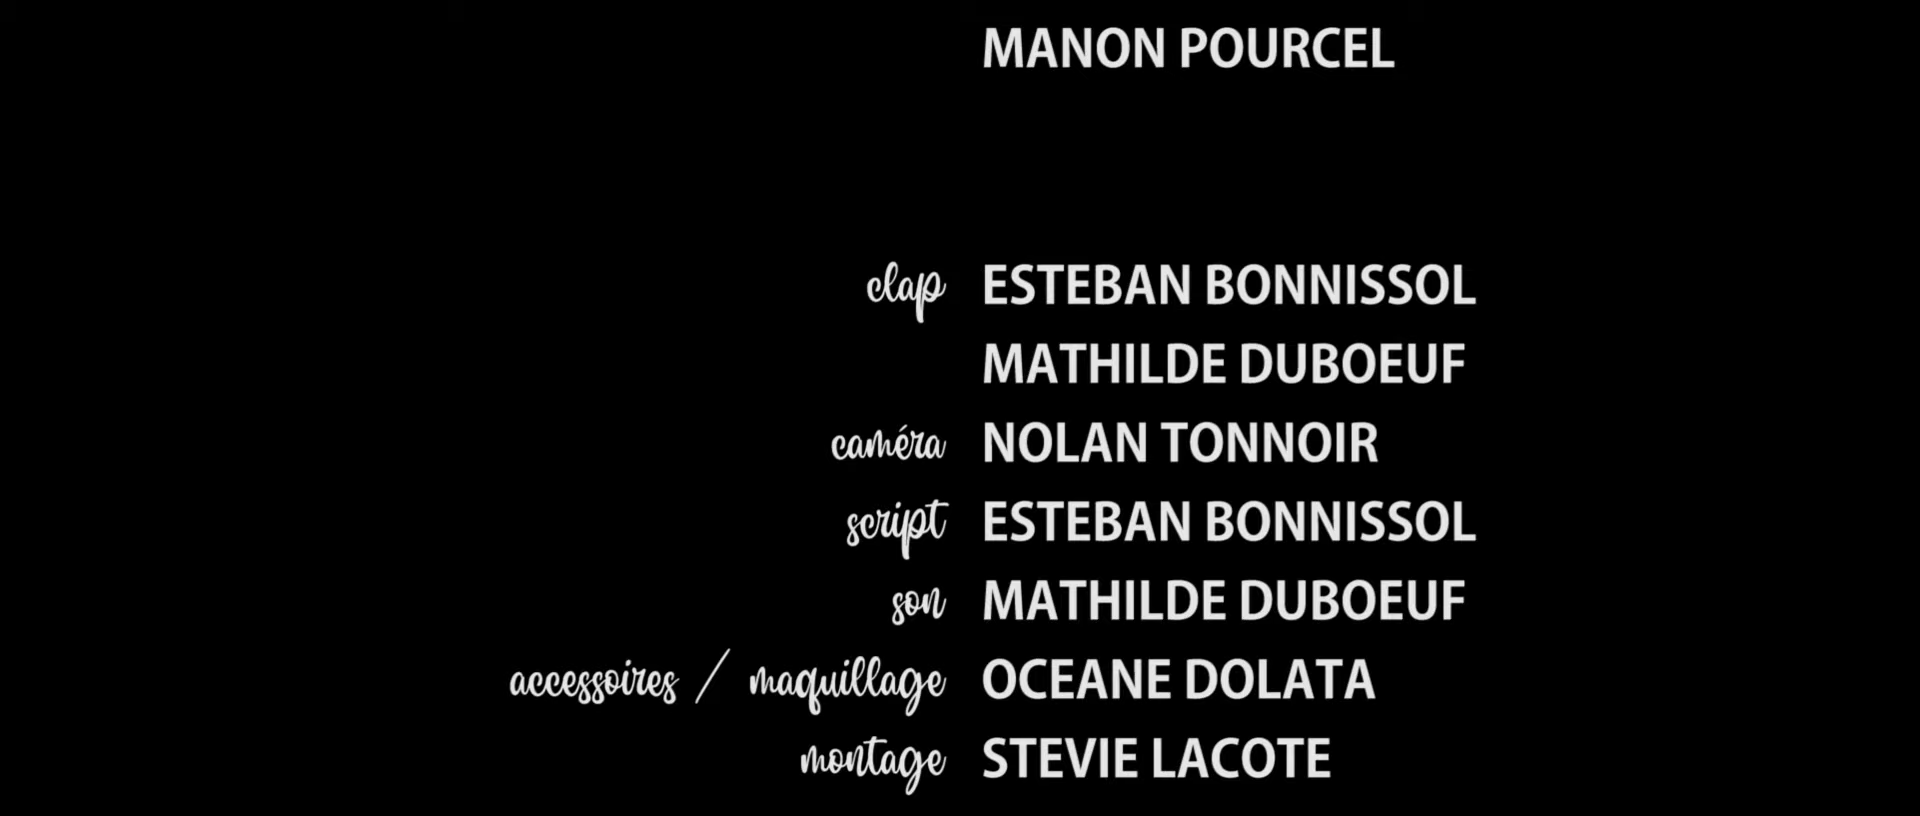 MANON POURCEL
clap ESTEBAN BONNISSOL
MATHILDE DUBOEUF
caméra NOLAN TONNOIR
script ESTEBAN BONNISSOL
son MATHILDE DUBOEUF
accessoires / maquillage OCEANE DOLATA
montage STEVIE LACOTE